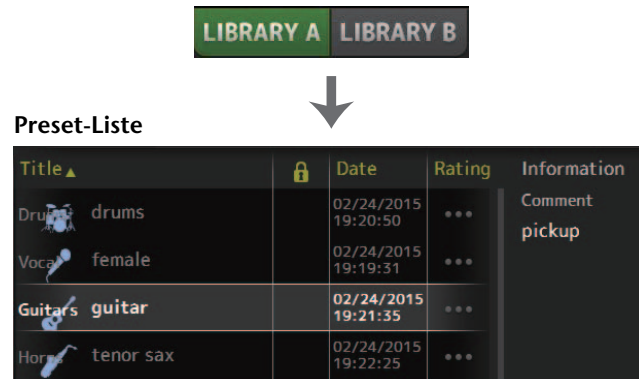 LIBRARY A LIBRARY B
Preset-Liste
Title Date Rating Information
Drums drums 02/24/2015 19:20:50 Comment
Vocal female 02/24/2015 19:19:31 pickup
Guitars guitar 02/24/2015 19:21:35
Horns tenor sax 02/24/2015 19:22:25